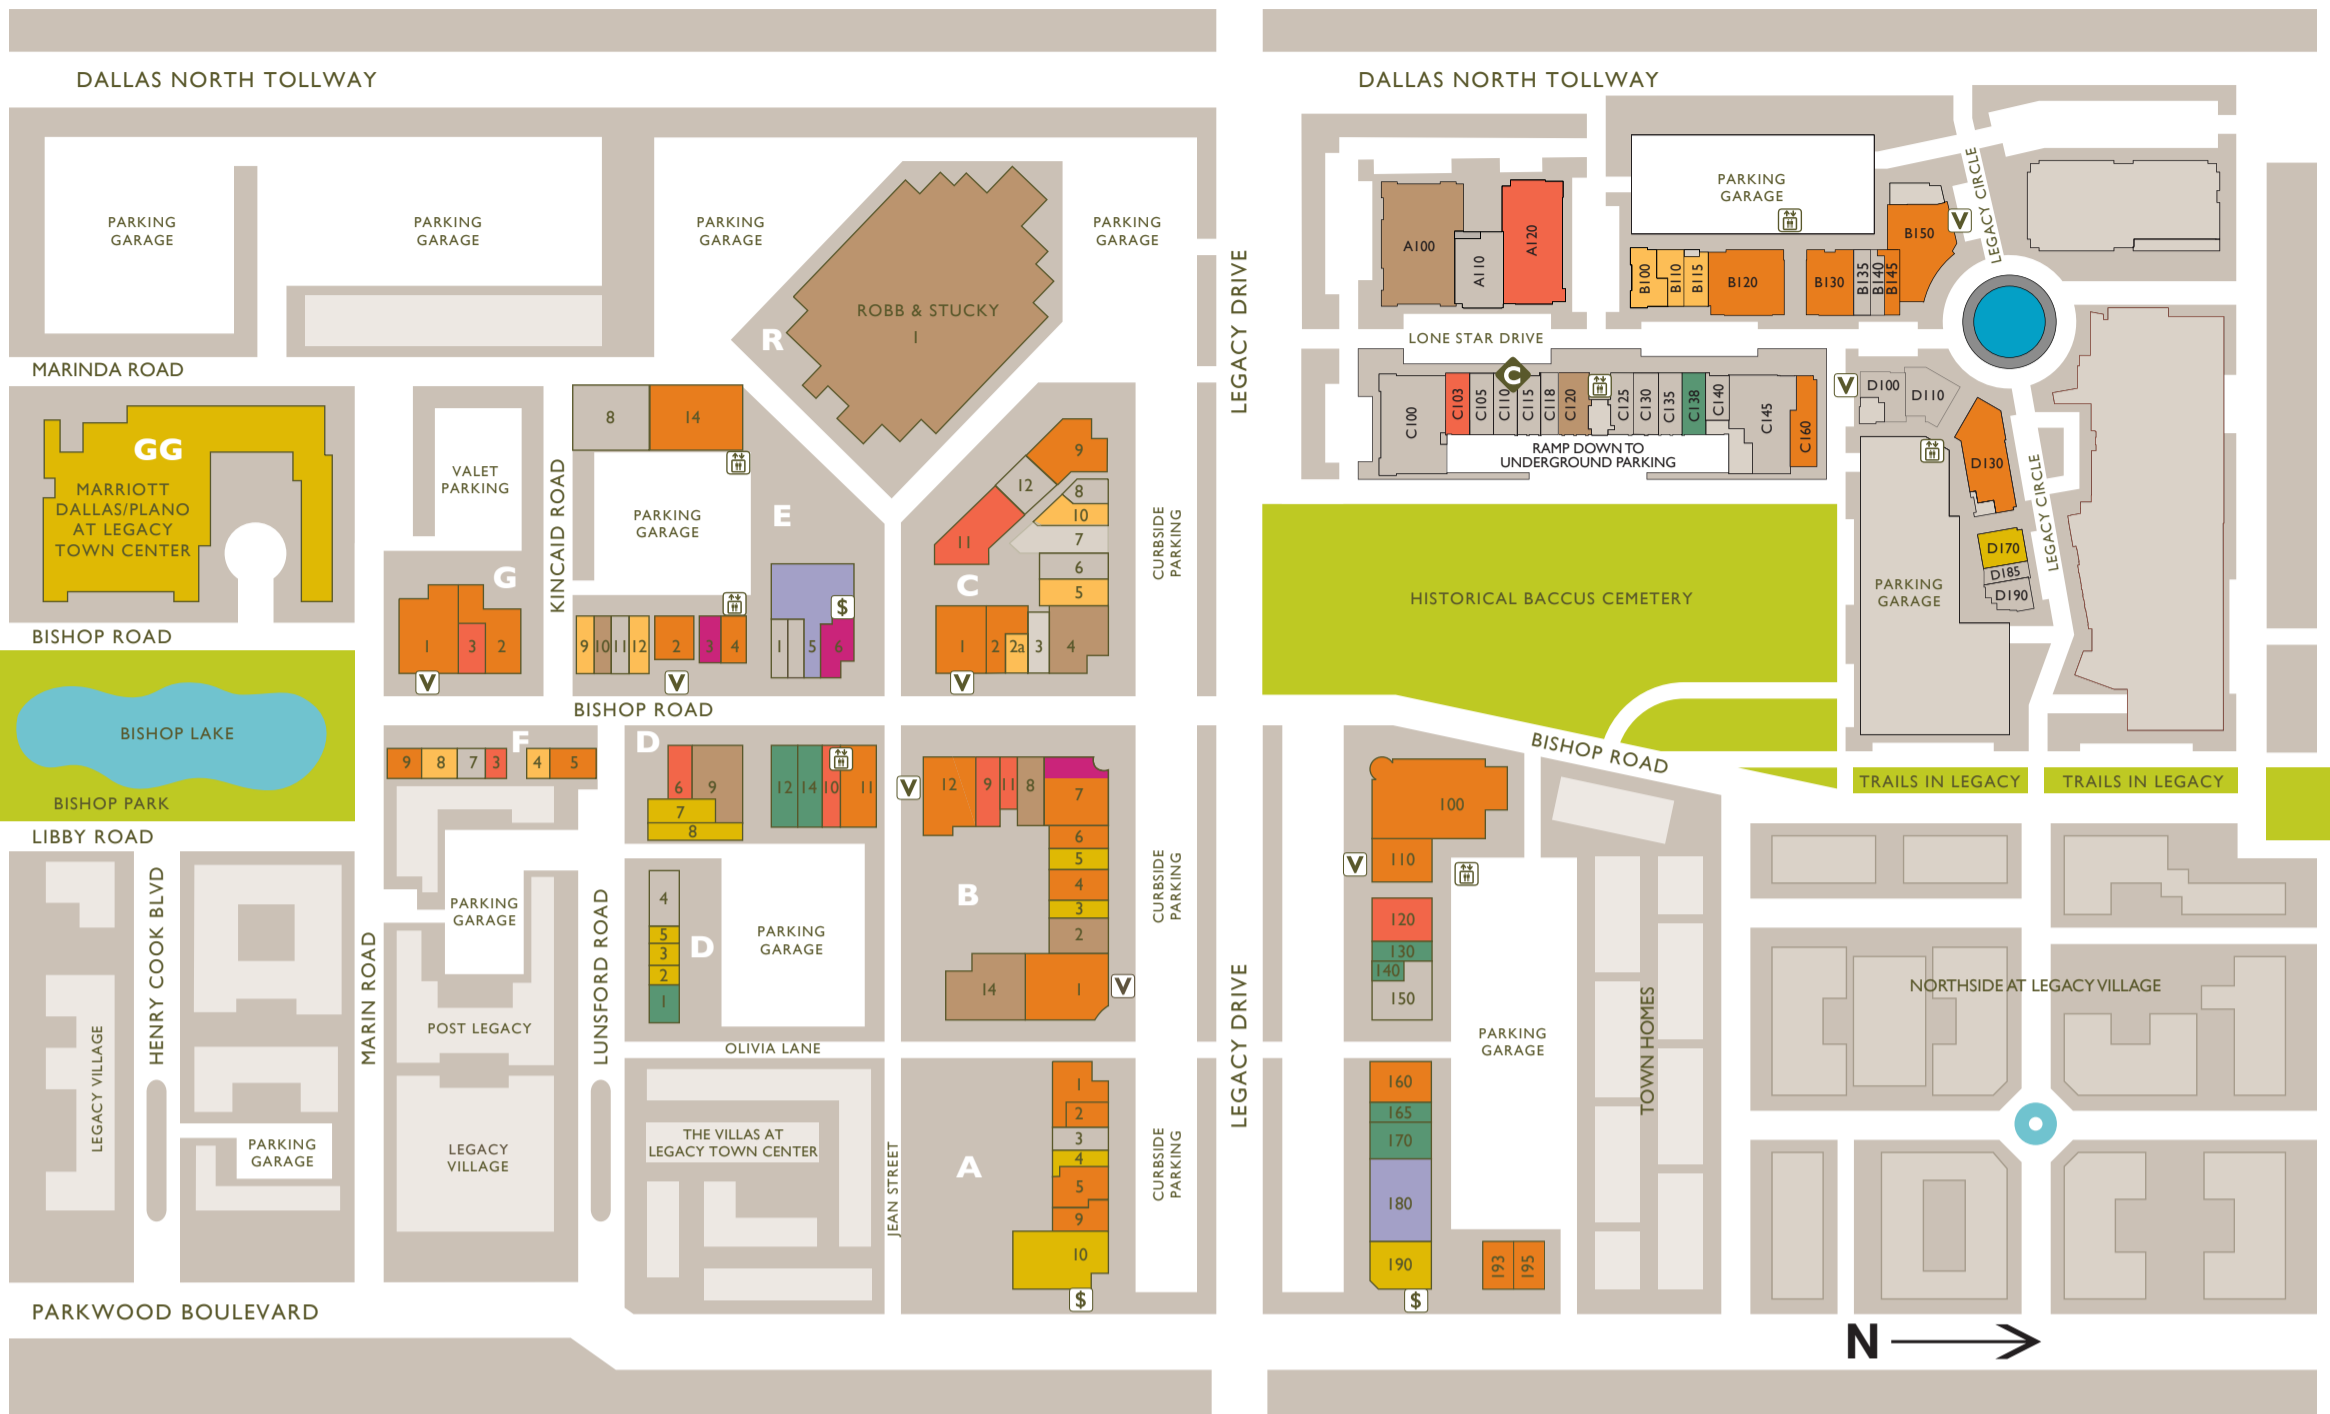 DALLAS NORTH TOLLWAY
DALLAS NORTH TOLLWAY
PARKING
GARAGE
PARKING
GARAGE
PARKING
GARAGE
PARKING
GARAGE
ROBB & STUCKY
1
R
MARINDA ROAD
LEGACY DRIVE
A100
A110
A120
PARKING
GARAGE
B100
B110
B115
B120
B130
B135
B140
B145
B150
V
LEGACY CIRCLE
LEGACY CIRCLE
LONE STAR DRIVE
C
C100
C103
C105
C110
C115
C118
C120
C125
C130
C135
C138
C140
C145
C160
RAMP DOWN TO
UNDERGROUND PARKING
V
D100
D110
D130
D170
D185
D190
LEGACY CIRCLE
PARKING
GARAGE
GG
MARRIOTT
DALLAS/PLANO
AT LEGACY
TOWN CENTER
VALET
PARKING
KINCAID ROAD
8
14
PARKING
GARAGE
E
G
1
3
2
V
9
10
11
12
2
3
4
V
1
5
6
$
C
9
12
8
10
11
7
6
5
1
2
2a
3
4
V
CURBSIDE
PARKING
HISTORICAL BACCUS CEMETERY
BISHOP ROAD
BISHOP ROAD
BISHOP ROAD
BISHOP LAKE
BISHOP PARK
LIBBY ROAD
F
9
8
7
3
4
5
D
6
9
7
8
12
14
10
11
V
12
9
11
8
7
6
5
4
3
2
14
1
V
B
CURBSIDE
PARKING
100
110
V
120
130
140
150
TRAILS IN LEGACY
TRAILS IN LEGACY
PARKING
GARAGE
D
4
5
3
2
1
PARKING
GARAGE
HENRY COOK BLVD
MARIN ROAD
LUNSFORD ROAD
LEGACY VILLAGE
POST LEGACY
LEGACY
VILLAGE
PARKING
GARAGE
OLIVIA LANE
THE VILLAS AT
LEGACY TOWN CENTER
JEAN STREET
A
1
2
3
4
5
9
10
$
CURBSIDE
PARKING
LEGACY DRIVE
160
165
170
180
190
$
193
195
PARKING
GARAGE
TOWN HOMES
NORTHSIDE AT LEGACY VILLAGE
PARKWOOD BOULEVARD
N